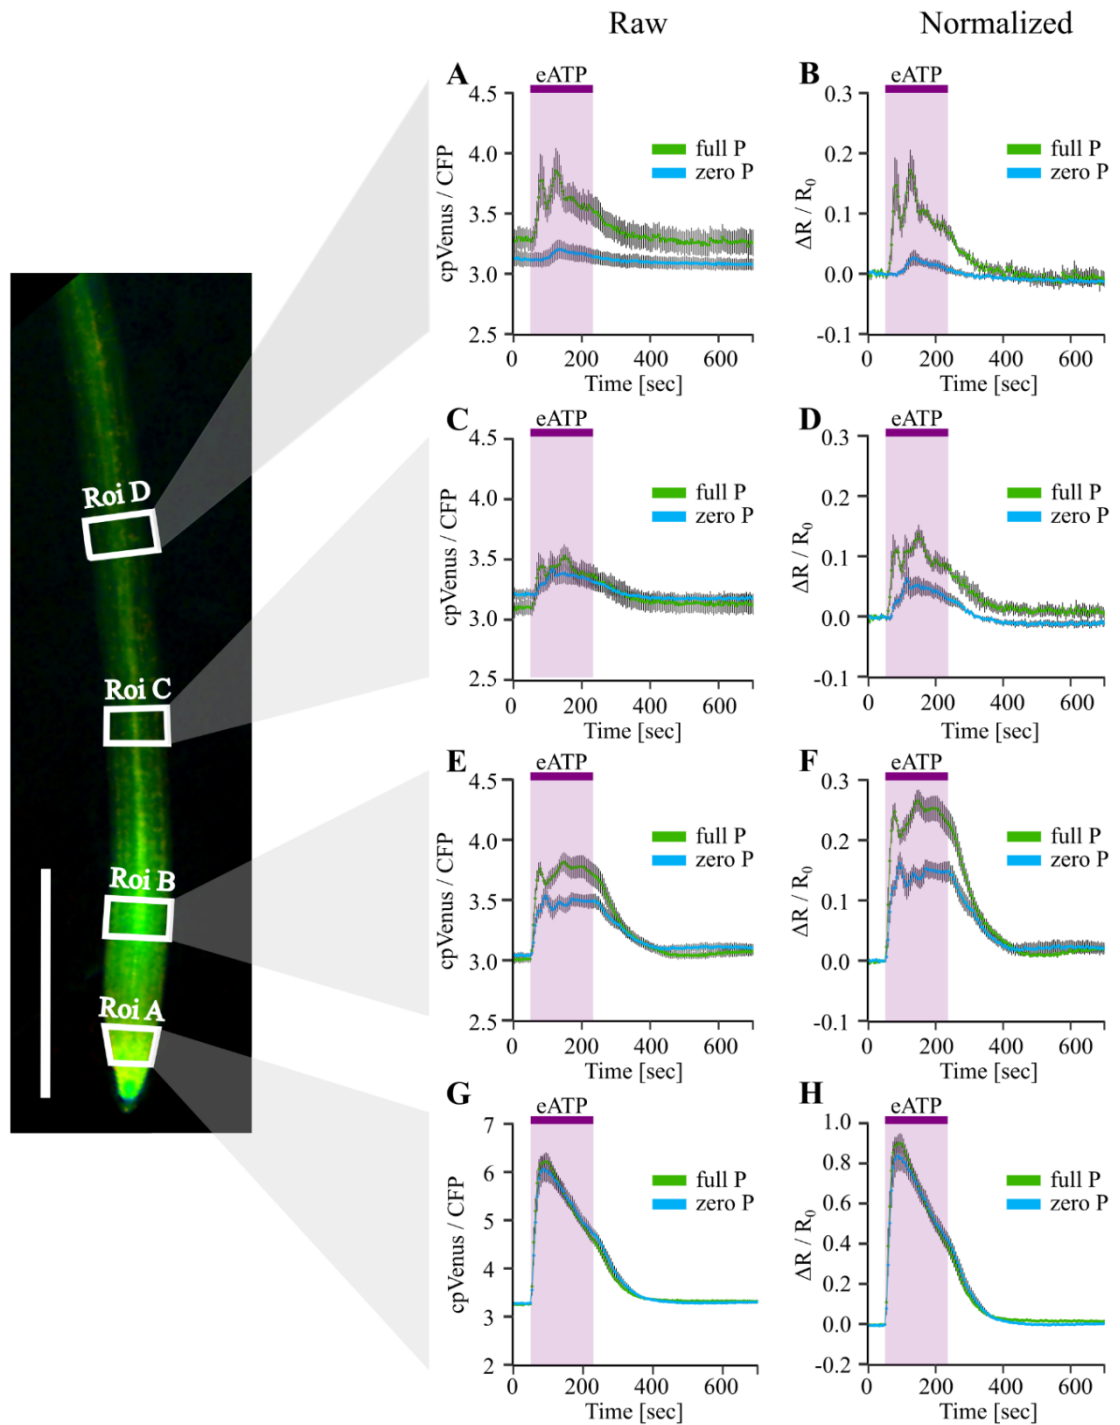 Raw
Normalized
A
eATP
4.5
4.0
3.5
3.0
2.5
cpVenus / CFP
full P
zero P
0
200
400
600
Time [sec]
B
eATP
0.3
0.2
0.1
0.0
-0.1
ΔR / R₀
full P
zero P
0
200
400
600
Time [sec]
Roi D
C
eATP
4.5
4.0
3.5
3.0
2.5
cpVenus / CFP
full P
zero P
0
200
400
600
Time [sec]
D
eATP
0.3
0.2
0.1
0.0
-0.1
ΔR / R₀
full P
zero P
0
200
400
600
Time [sec]
Roi C
E
eATP
4.5
4.0
3.5
3.0
2.5
cpVenus / CFP
full P
zero P
0
200
400
600
Time [sec]
F
eATP
0.3
0.2
0.1
0.0
-0.1
ΔR / R₀
full P
zero P
0
200
400
600
Time [sec]
Roi B
Roi A
G
eATP
7
6
5
4
3
2
cpVenus / CFP
full P
zero P
0
200
400
600
Time [sec]
H
eATP
1.0
0.8
0.6
0.4
0.2
0.0
-0.2
ΔR / R₀
full P
zero P
0
200
400
600
Time [sec]